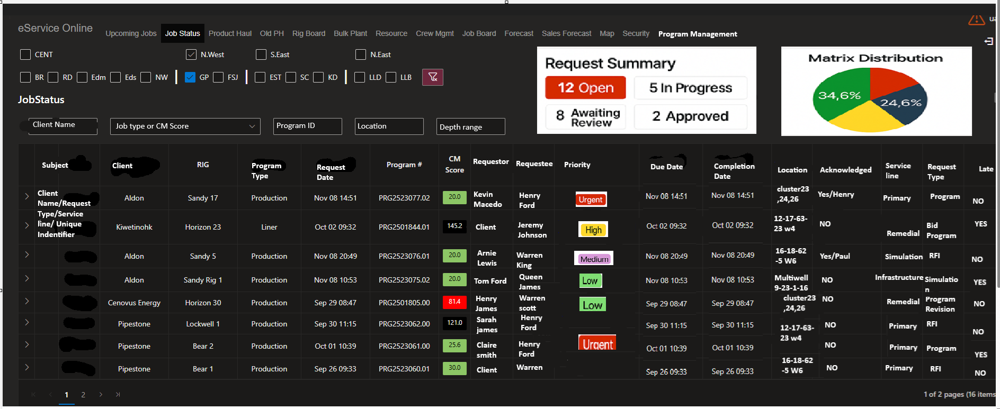 eService Online
Upcoming Jobs Job Status Product Haul Old PH Rig Board Bulk Plant Resource Crew Mgmt Job Board Forecast Sales Forecast Map Security Program Management
CENT N.West S.East N.East
BR RD Edm Eds NW GP FSJ EST SC KD LLD LLB
JobStatus
Client Name Job type or CM Score Program ID Location Depth range
Request Summary
12 Open 5 In Progress
8 Awaiting Review 2 Approved
Matrix Distribution
34,6% 24,6%
Subject Client RIG Program Type Request Date Program # CM Score Requestor Requestee Priority Due Date Completion Date Location Acknowledged Service line Request Type Late
Client Name/Request Type/Service line/ Unique Indentifier
Aldon Sandy 17 Production Nov 08 14:51 PRG2523077.02 20.0 Kevin Macedo Henry Ford Urgent Nov 08 14:51 Nov 08 14:51 cluster23 ,24,26 Yes/Henry Primary Program NO
Kiwetinohk Horizon 23 Liner Oct 02 09:32 PRG2501844.01 145.2 Client Jeremy Johnson High Oct 02 09:32 Oct 02 09:32 12-17-63-23 w4 NO Remedial Bid Program YES
Aldon Sandy 5 Production Nov 08 20:49 PRG2523076.01 20.0 Arnie Lewis Warren King Medium Nov 08 20:49 Nov 08 20:49 16-18-62 -5 W6 Yes/Paul Simulation RFI NO
Aldon Sandy Rig 1 Production Nov 08 10:53 PRG2523075.02 20.0 Tom Ford Queen James Low Nov 08 10:53 Nov 08 10:53 Multiwell 9-23-1-16 NO Infrastructure Simulatio n YES
Cenovus Energy Horizon 30 Production Sep 29 08:47 PRG2501805.00 81.4 Henry James Warren scott Low Sep 29 08:47 Sep 29 08:47 cluster23 ,24,26 NO Remedial Program Revision NO
Pipestone Lockwell 1 Production Sep 30 11:15 PRG2523062.00 121.0 Sarah james Henry Ford Sep 30 11:15 Sep 30 11:15 12-17-63-23 w4 NO Primary RFI NO
Pipestone Bear 2 Production Oct 01 10:39 PRG2523061.00 25.6 Claire smith Henry Ford Urgent Oct 01 10:39 Oct 01 10:39 NO Primary Program YES
Pipestone Bear 1 Production Sep 26 09:33 PRG2523060.01 30.0 Client Warren Sep 26 09:33 Sep 26 09:33 16-18-62 -5 W6 NO Primary RFI NO
1 2
1 of 2 pages (16 items